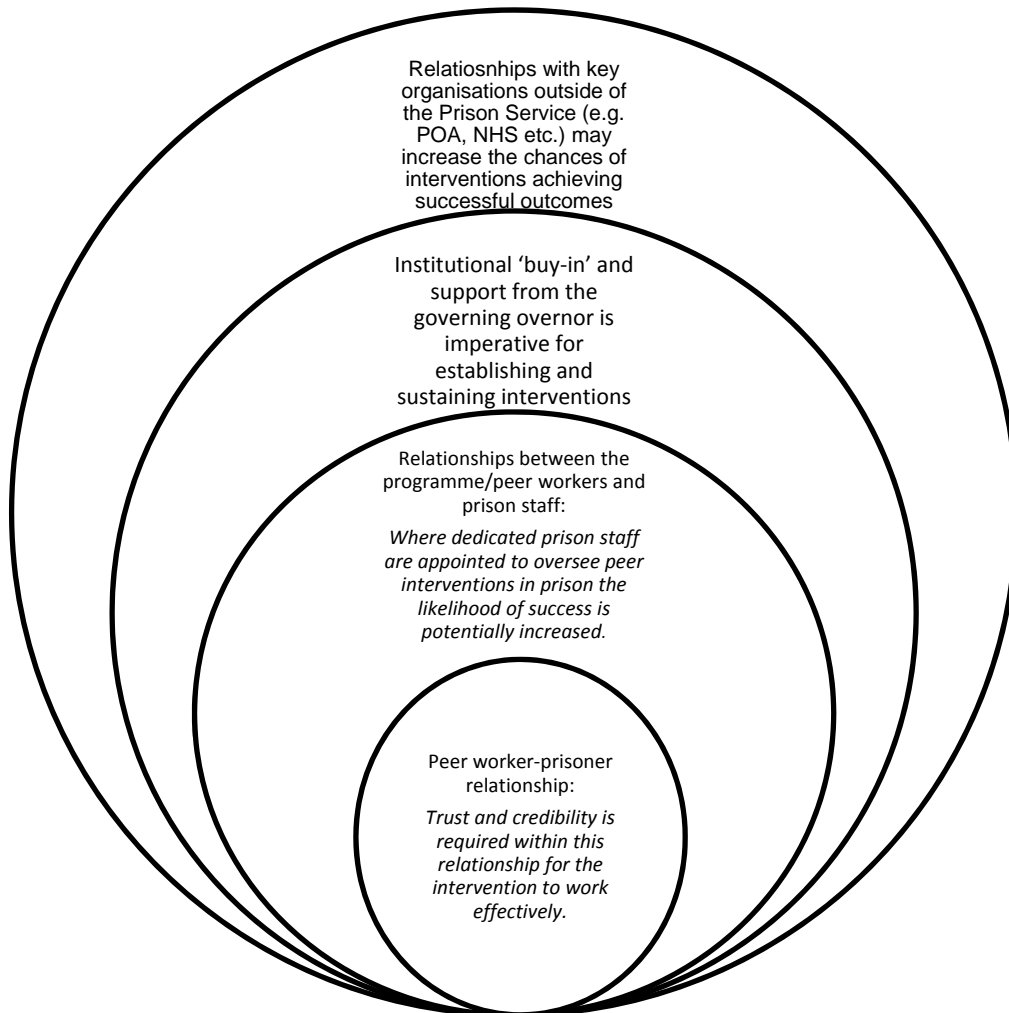 Relatiosnhips with key
organisations outside of
the Prison Service (e.g.
POA, NHS etc.) may
increase the chances of
interventions achieving
successful outcomes
Institutional ‘buy-in’ and
support from the
governing overnor is
imperative for
establishing and
sustaining interventions
Relationships between the
programme/peer workers and
prison staff:
Where dedicated prison staff
are appointed to oversee peer
interventions in prison the
likelihood of success is
potentially increased.
Peer worker-prisoner
relationship:
Trust and credibility is
required within this
relationship for the
intervention to work
effectively.